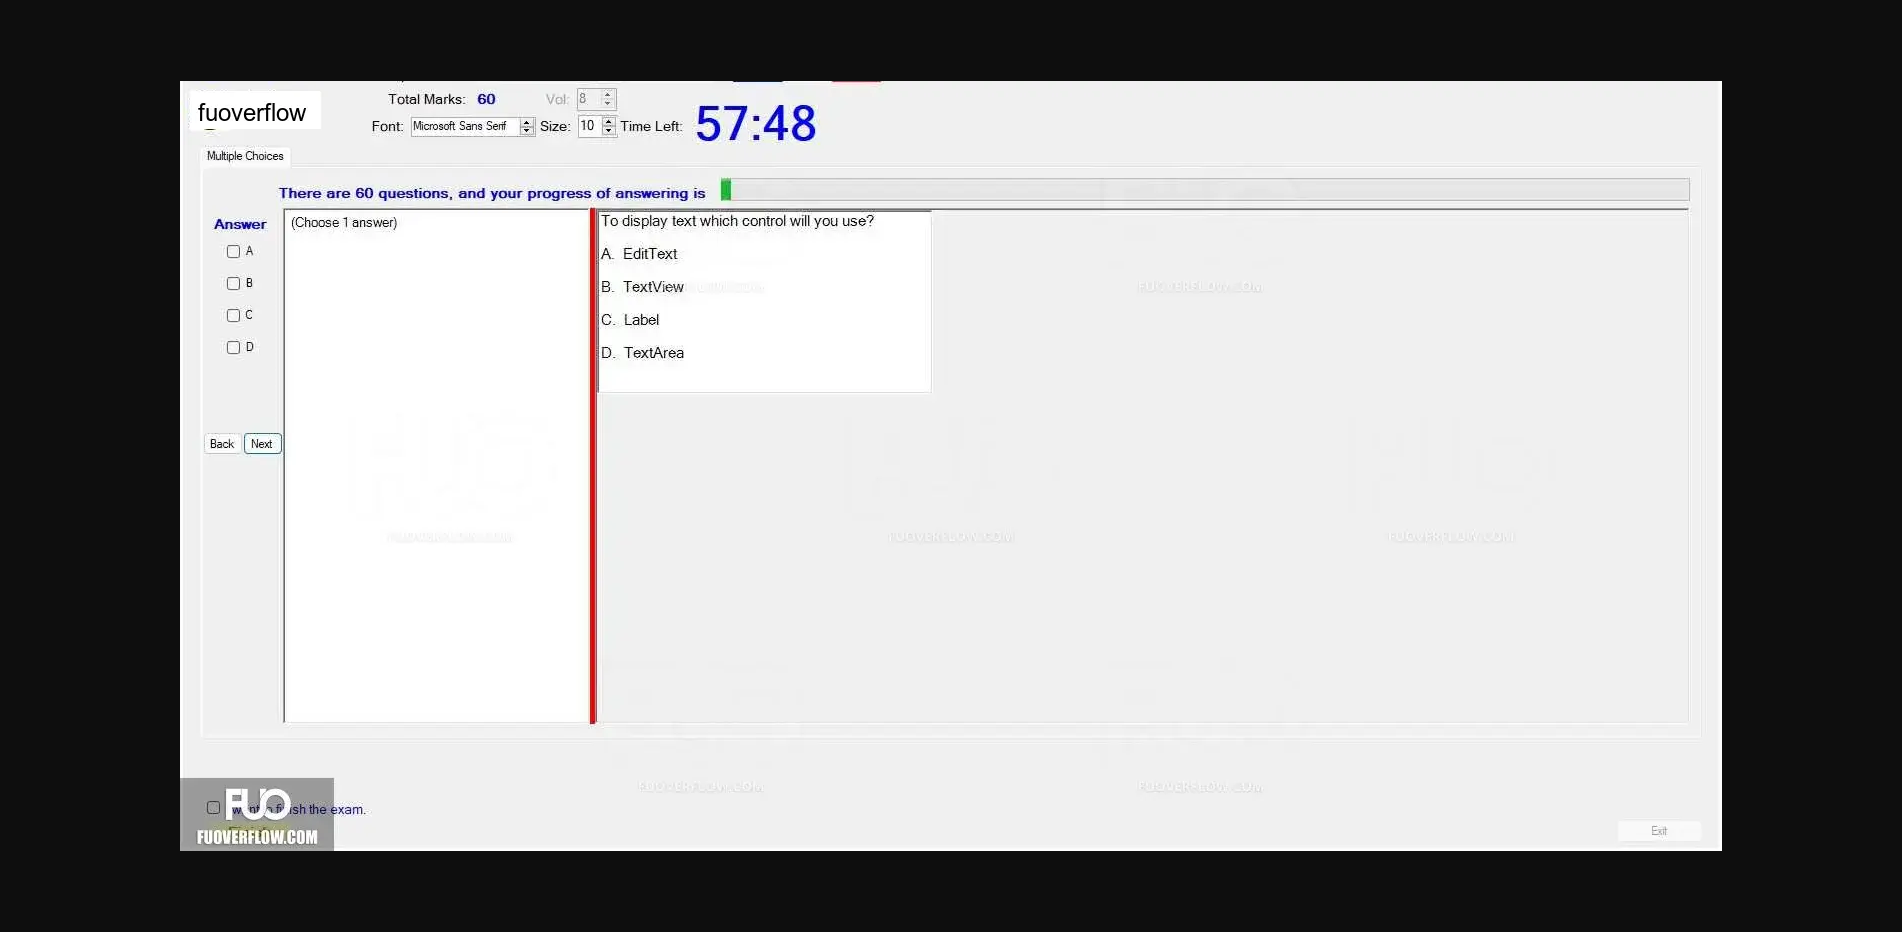 fuoverflow
Total Marks: 60 Vol: 8
Font: Microsoft Sans Serif Size: 10 Time Left: 57:48
Multiple Choices
There are 60 questions, and your progress of answering is
Answer
(Choose 1 answer)
A
B
C
D
Back Next
To display text which control will you use?
A. EditText
B. TextView
C. Label
D. TextArea
FUOVERFLOW.COM
FUOVERFLOW.COM
FUOVERFLOW.COM
FUOVERFLOW.COM
FUOVERFLOW.COM
FUOVERFLOW.COM
I want to finish the exam.
FUO
FUOVERFLOW.COM
Exit